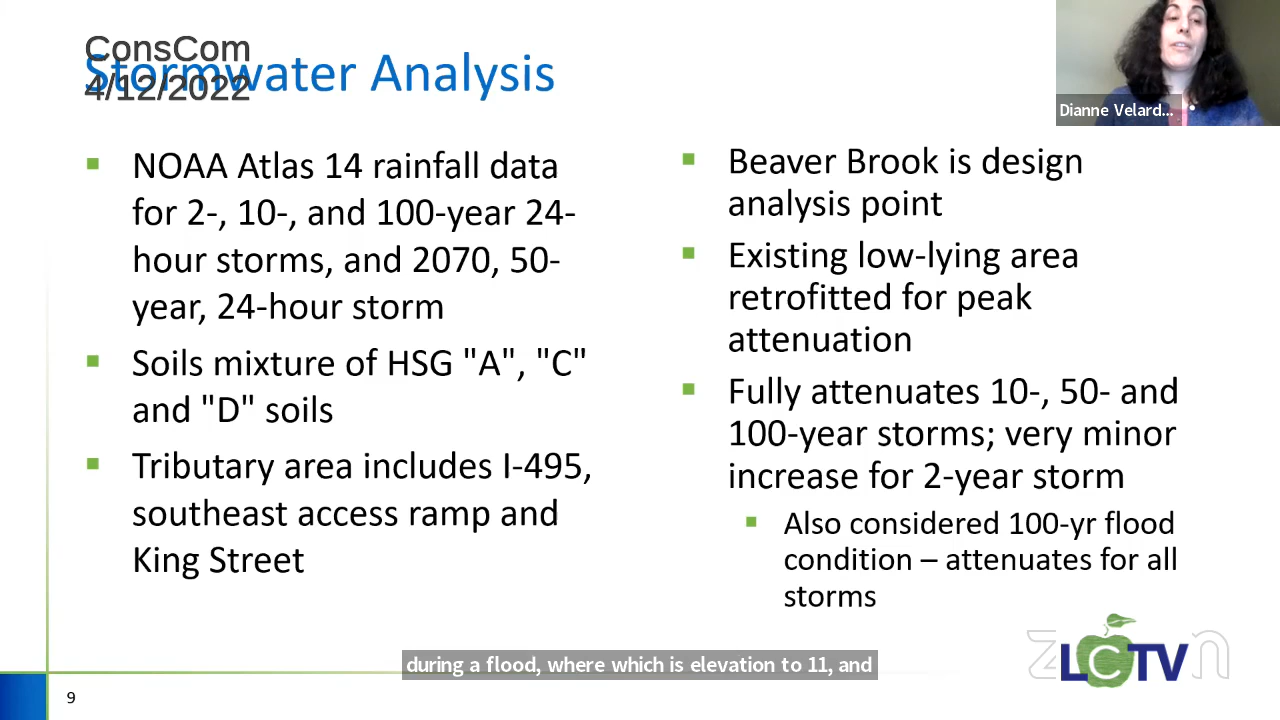 ConsCom
4/12/2022
Stormwater Analysis
Dianne Velard...
NOAA Atlas 14 rainfall data
for 2-, 10-, and 100-year 24-
hour storms, and 2070, 50-
year, 24-hour storm
Soils mixture of HSG "A", "C"
and "D" soils
Tributary area includes I-495,
southeast access ramp and
King Street
Beaver Brook is design
analysis point
Existing low-lying area
retrofitted for peak
attenuation
Fully attenuates 10-, 50- and
100-year storms; very minor
increase for 2-year storm
Also considered 100-yr flood
condition – attenuates for all
storms
during a flood, where which is elevation to 11, and
zoom
LCTV
9